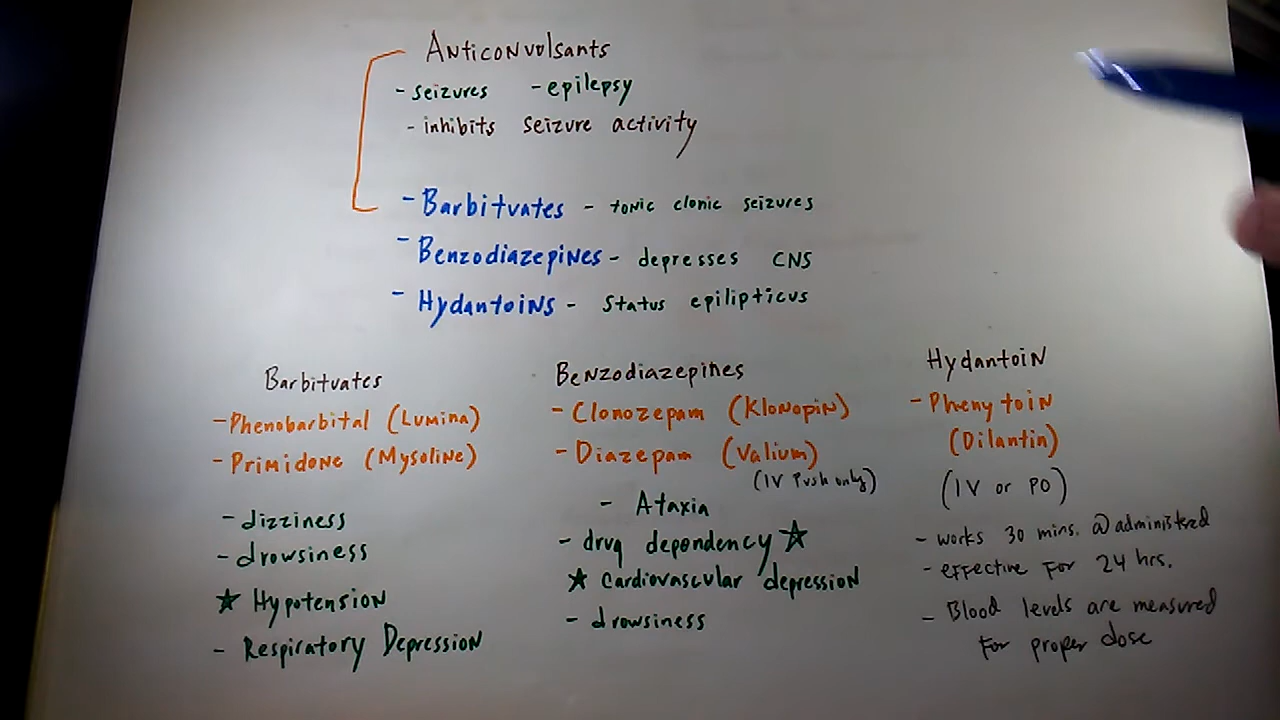 Anticonvulsants
- seizures - epilepsy
- inhibits seizure activity
- Barbituates - tonic clonic seizures
- Benzodiazepines - depresses CNS
- Hydantoins - Status epilipticus
Barbituates
- Phenobarbital (Lumina)
- Primidone (Mysoline)
- dizziness
- drowsiness
★ Hypotension
- Respiratory Depression
Benzodiazepines
- Clonozepam (Klonopin)
- Diazepam (Valium)
(IV Push only)
- Ataxia
- drug dependency ★
★ Cardiovascular depression
- drowsiness
Hydantoin
- Phenytoin
(Dilantin)
(IV or PO)
- works 30 mins. @ administered
- effective for 24 hrs.
- Blood levels are measured
for proper dose